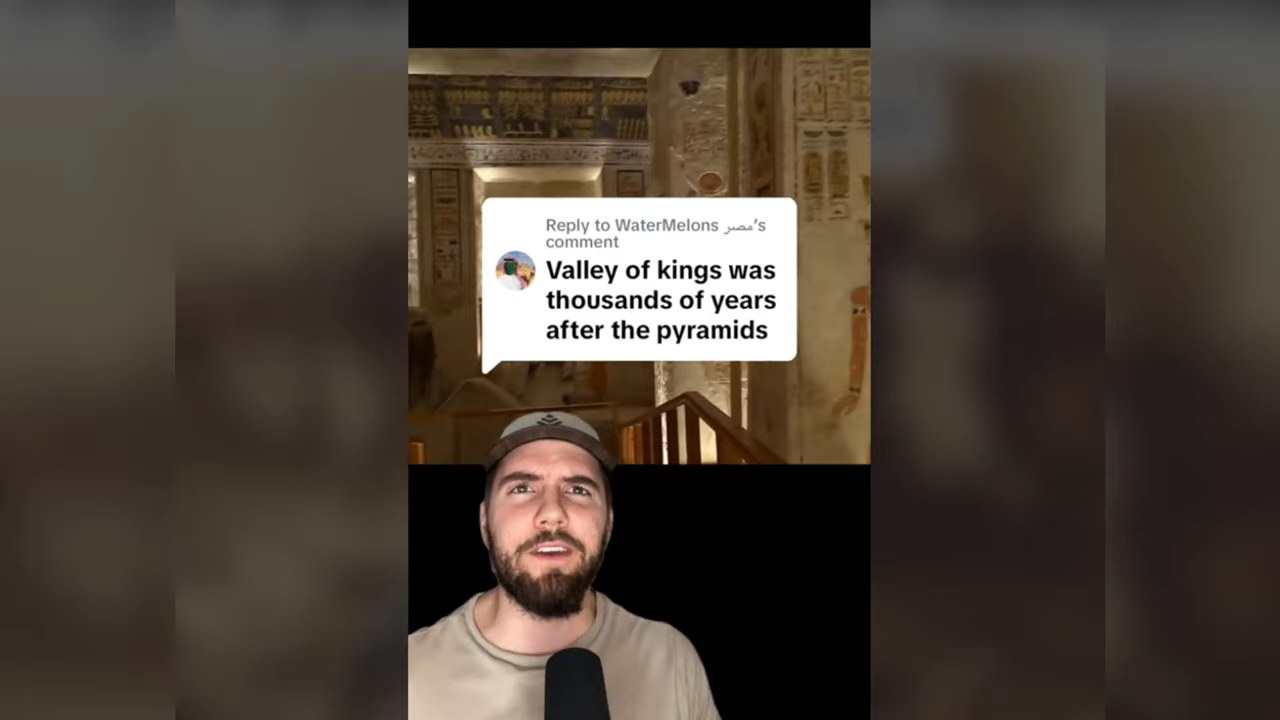 Reply to WaterMelons مصر's
comment
Valley of kings was
thousands of years
after the pyramids